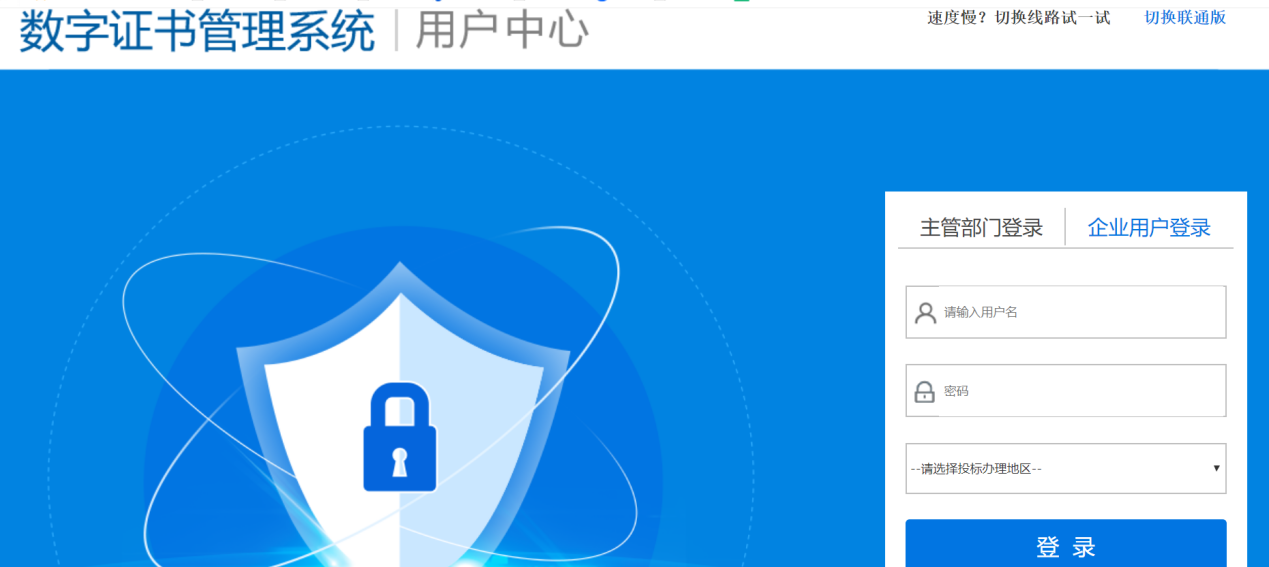 数字证书管理系统 用户中心
速度慢？切换线路试一试 切换联通版
主管部门登录 企业用户登录
请输入用户名
密码
--请选择投标办理地区--
登 录